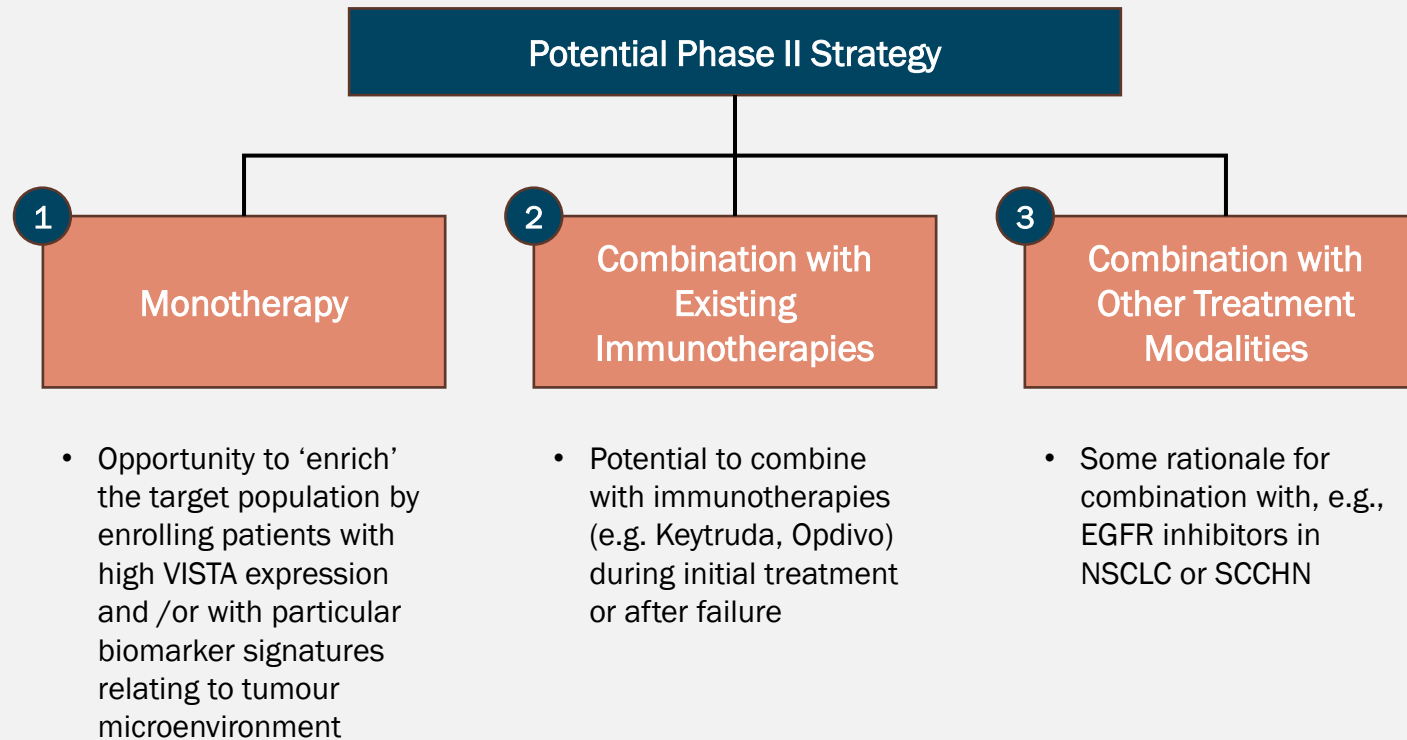 Potential Phase II Strategy
1
Monotherapy
• Opportunity to ‘enrich’
the target population by
enrolling patients with
high VISTA expression
and /or with particular
biomarker signatures
relating to tumour
microenvironment
2
Combination with
Existing
Immunotherapies
• Potential to combine
with immunotherapies
(e.g. Keytruda, Opdivo)
during initial treatment
or after failure
3
Combination with
Other Treatment
Modalities
• Some rationale for
combination with, e.g.,
EGFR inhibitors in
NSCLC or SCCHN